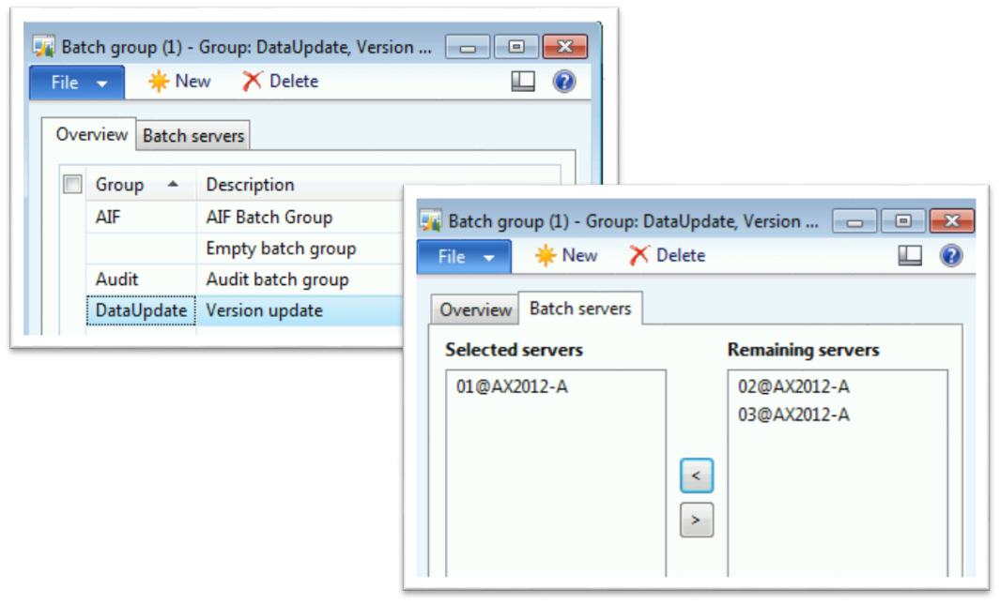 Batch group (1) - Group: DataUpdate, Version ...
File New Delete
Overview Batch servers
Group Description
AIF AIF Batch Group
Empty batch group
Audit Audit batch group
DataUpdate Version update
Batch group (1) - Group: DataUpdate, Version ...
File New Delete
Overview Batch servers
Selected servers Remaining servers
01@AX2012-A 02@AX2012-A
03@AX2012-A
<
>